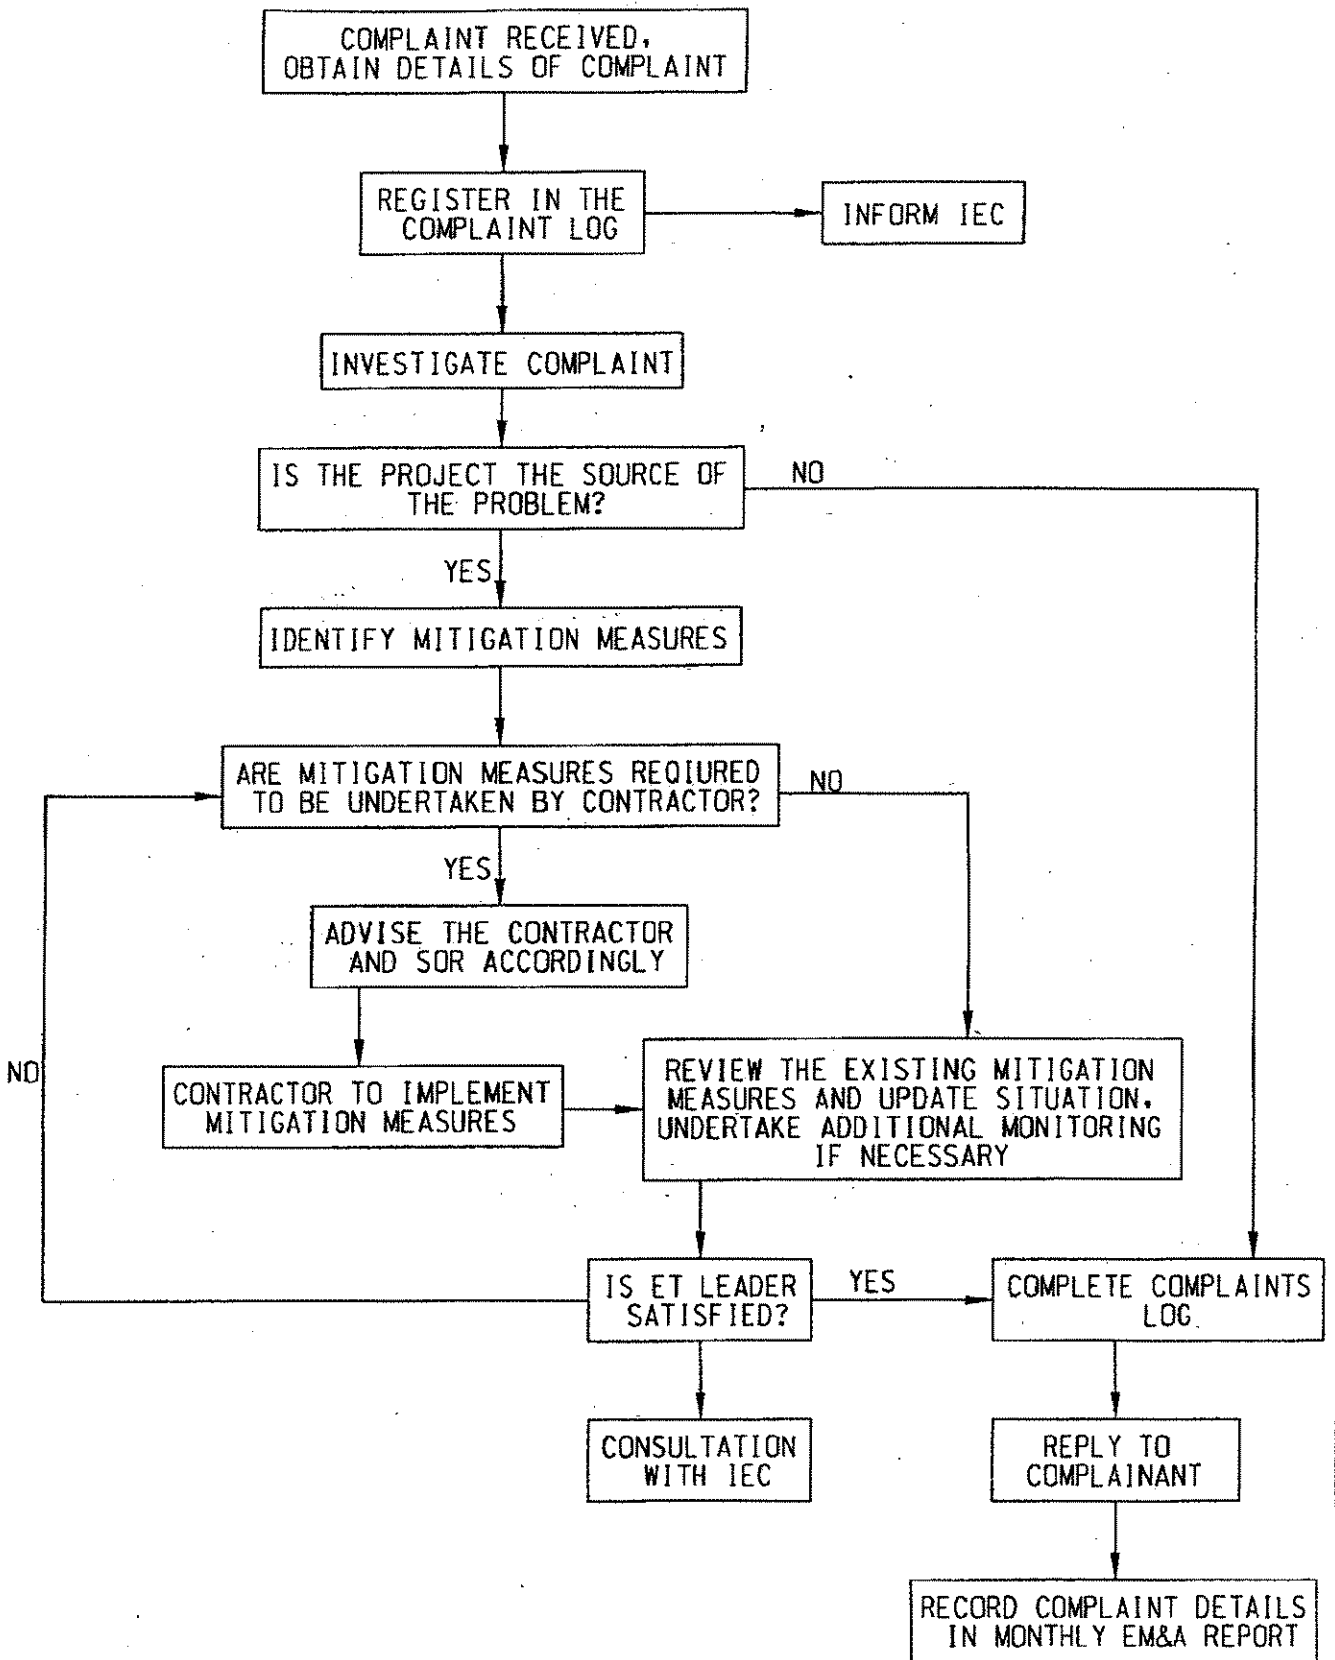 COMPLAINT RECEIVED,
OBTAIN DETAILS OF COMPLAINT
REGISTER IN THE
COMPLAINT LOG
INFORM IEC
INVESTIGATE COMPLAINT
IS THE PROJECT THE SOURCE OF
THE PROBLEM?
NO
YES
IDENTIFY MITIGATION MEASURES
ARE MITIGATION MEASURES REQIURED
TO BE UNDERTAKEN BY CONTRACTOR?
NO
YES
ADVISE THE CONTRACTOR
AND SOR ACCORDINGLY
NO
CONTRACTOR TO IMPLEMENT
MITIGATION MEASURES
REVIEW THE EXISTING MITIGATION
MEASURES AND UPDATE SITUATION.
UNDERTAKE ADDITIONAL MONITORING
IF NECESSARY
IS ET LEADER
SATISFIED?
YES
COMPLETE COMPLAINTS
LOG
CONSULTATION
WITH IEC
REPLY TO
COMPLAINANT
RECORD COMPLAINT DETAILS
IN MONTHLY EM&A REPORT